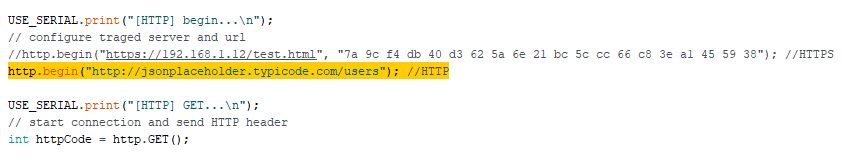 USE_SERIAL.print("[HTTP] begin...\n");
// configure traged server and url
//http.begin("https://192.168.1.12/test.html", "7a 9c f4 db 40 d3 62 5a 6e 21 bc 5c cc 66 c8 3e a1 45 59 38"); //HTTPS
http.begin("http://jsonplaceholder.typicode.com/users"); //HTTP
USE_SERIAL.print("[HTTP] GET...\n");
// start connection and send HTTP header
int httpCode = http.GET();